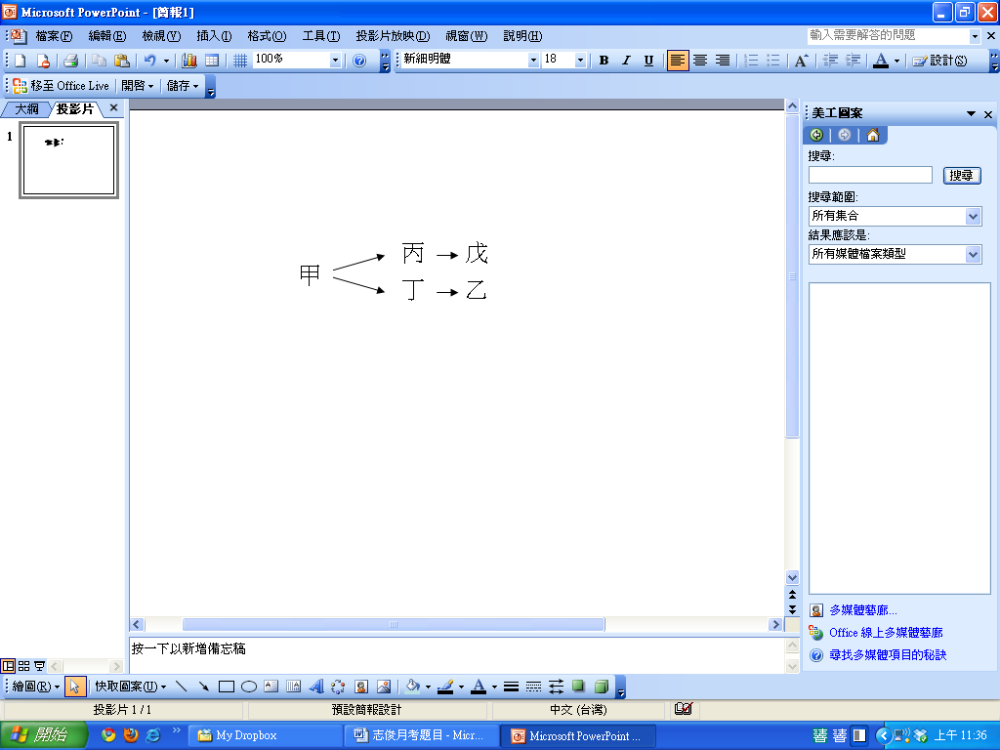 Microsoft PowerPoint - [簡報1]
檔案(F) 編輯(E) 檢視(V) 插入(I) 格式(O) 工具(T) 投影片放映(D) 視窗(W) 說明(H) 輸入需要解答的問題
100% 新細明體 18 B I U A A 設計(S)
移至 Office Live 開啓 儲存
大綱 投影片
美工圖案
1
搜尋:
搜尋
搜尋範圍:
所有集合
結果應該是:
所有媒體檔案類型
丙 戊
甲
丁 乙
多媒體藝廊...
Office 線上多媒體藝廊
尋找多媒體項目的秘訣
按一下以新增備忘稿
繪圖(R) 快取圖案(U) A
投影片 1 / 1 預設簡報設計 中文 (台灣)
開始 My Dropbox 志俊月考題目 - Micr... Microsoft PowerPoint ... 上午 11:36